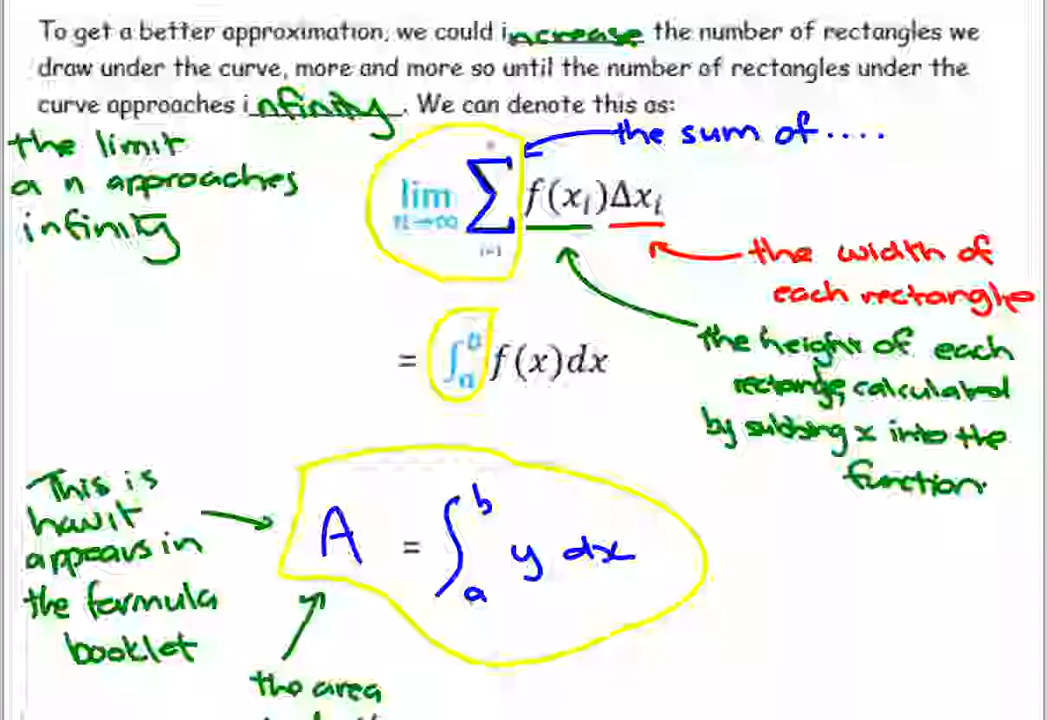 To get a better approximation, we could increase the number of rectangles we
draw under the curve, more and more so until the number of rectangles under the
curve approaches infinity. We can denote this as:
the limit
a n approaches
infinity
the sum of ....
lim n→∞ ∑ i=1 f(xᵢ)Δxᵢ
the width of
each rectangle
the height of each
rectangle, calculated
by subbing x into the
function.
= ∫ₐᵇ f(x)dx
This is
how it
appears in
the formula
booklet
A = ∫ₐᵇ y dx
the area